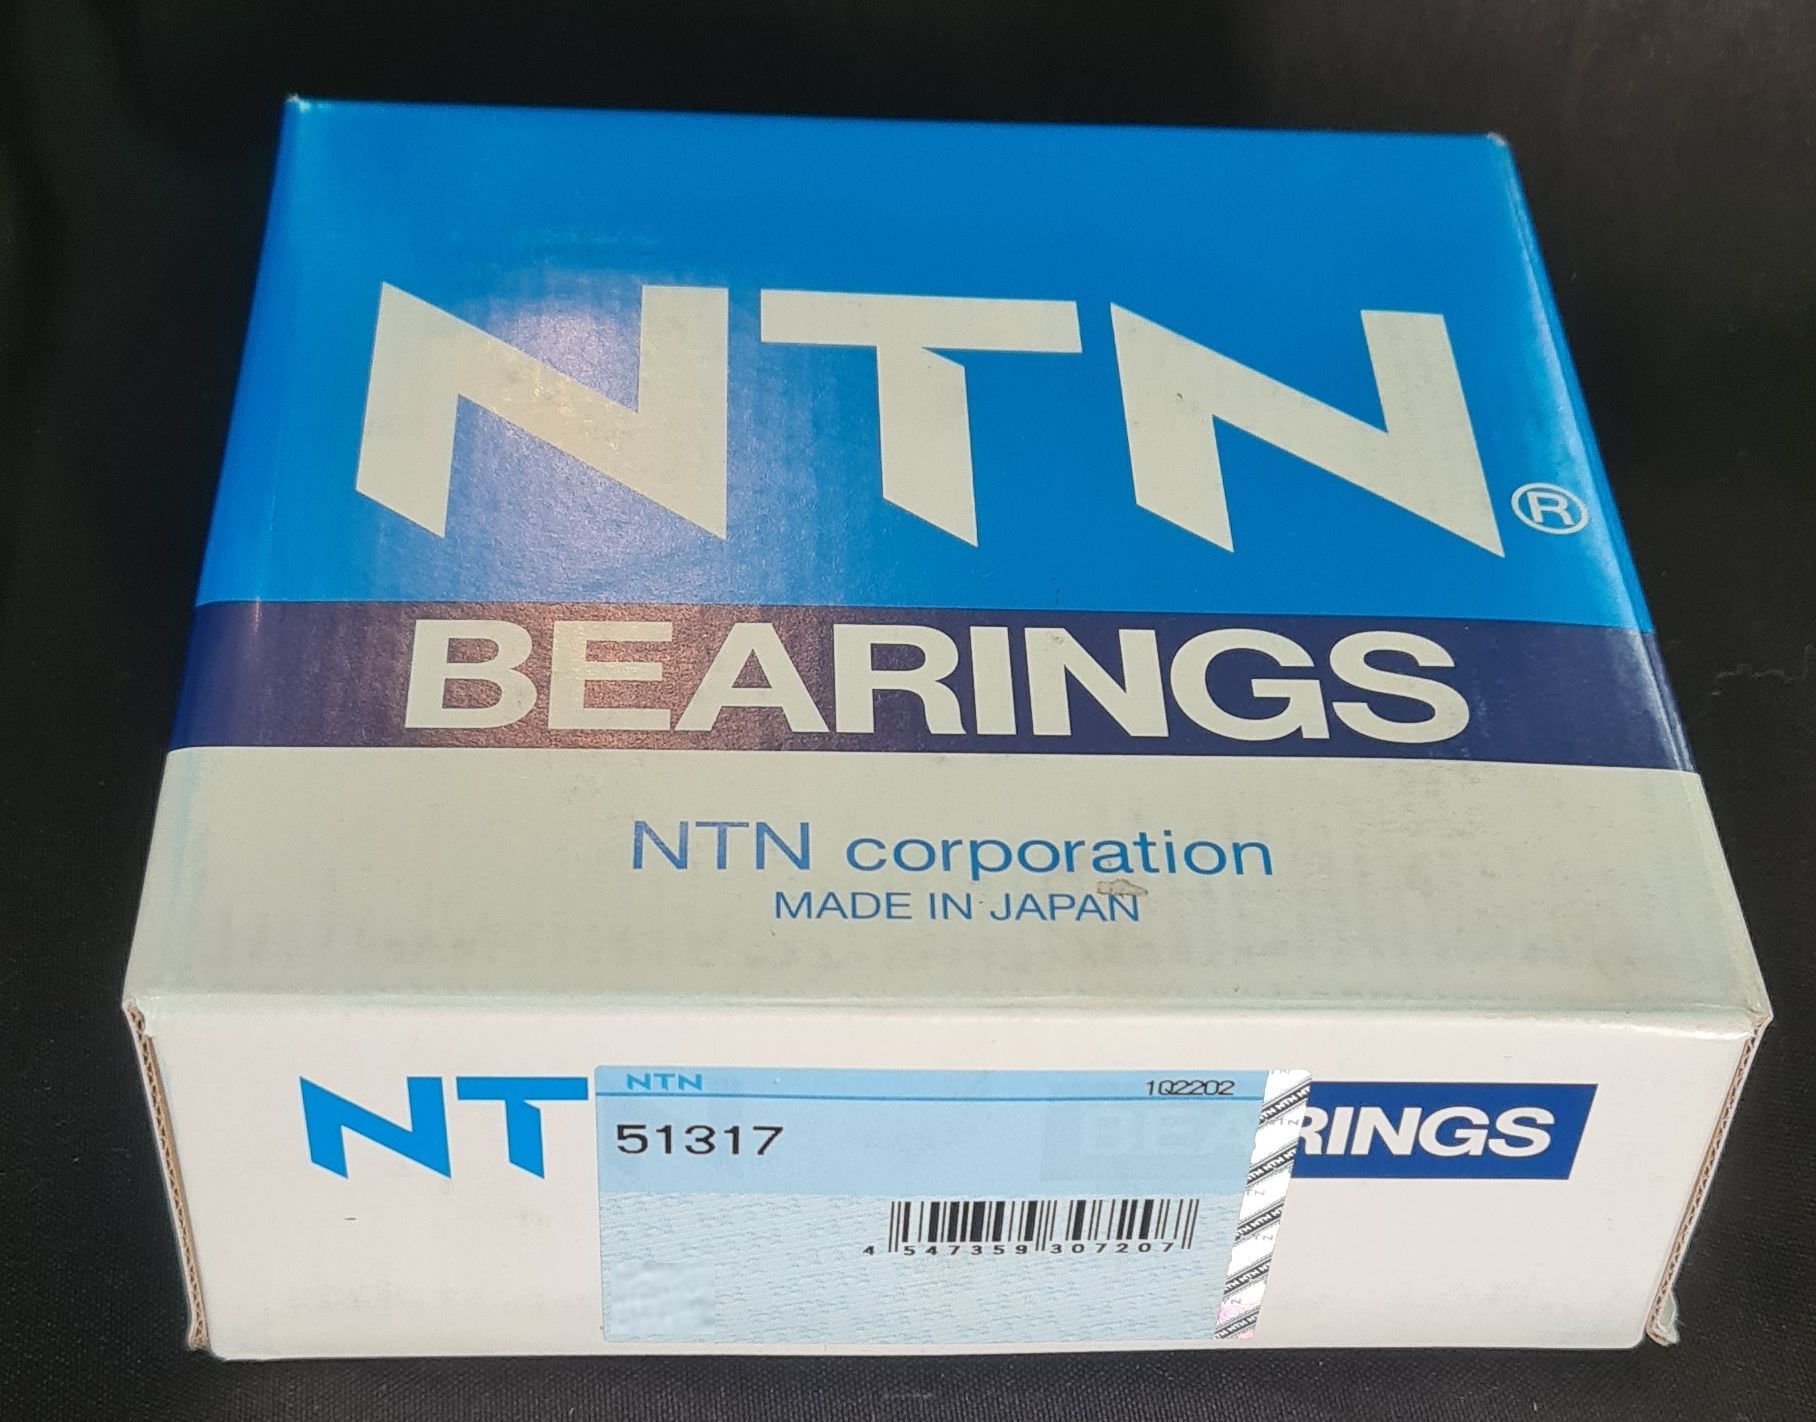 NTN ®
BEARINGS
NTN corporation
MADE IN JAPAN
NT
NTN
1Q2202
RINGS
51317
4 547359 307207